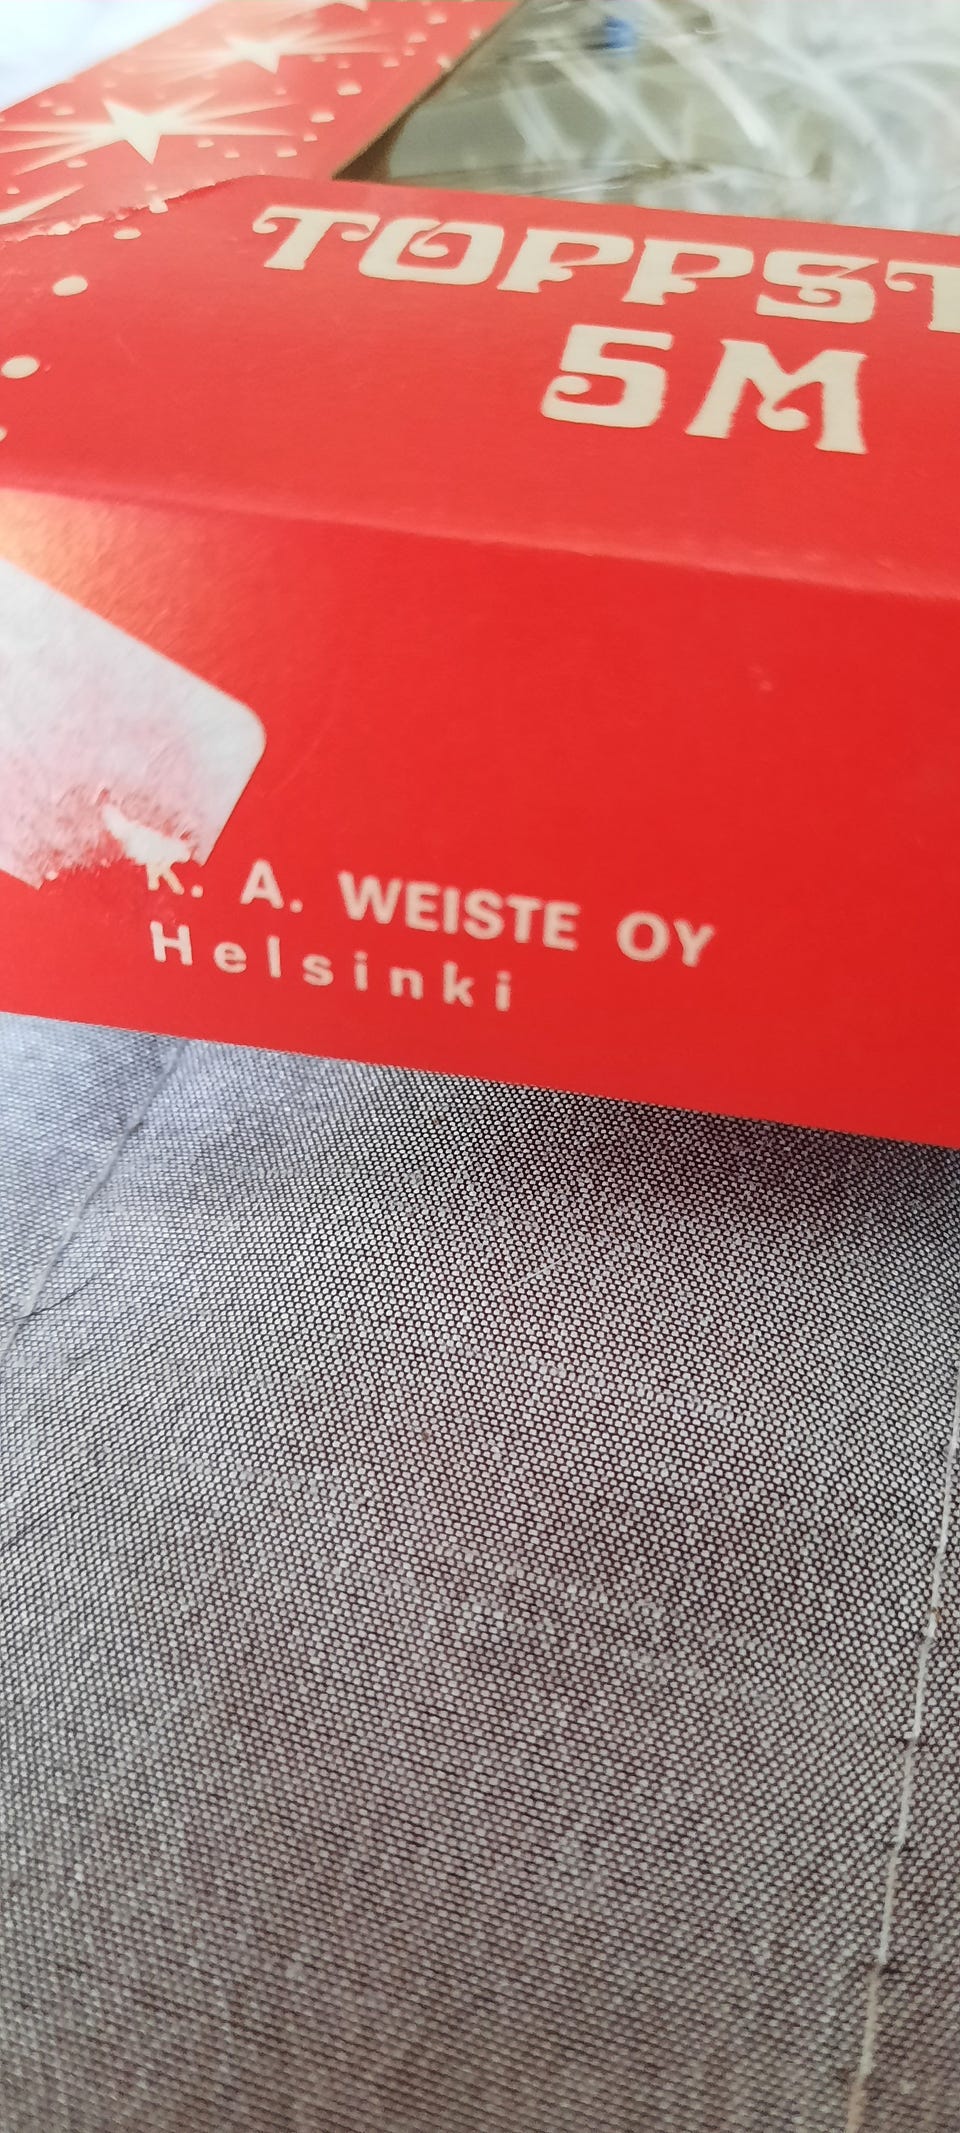 TOPPST
5M
K. A. WEISTE OY
Helsinki